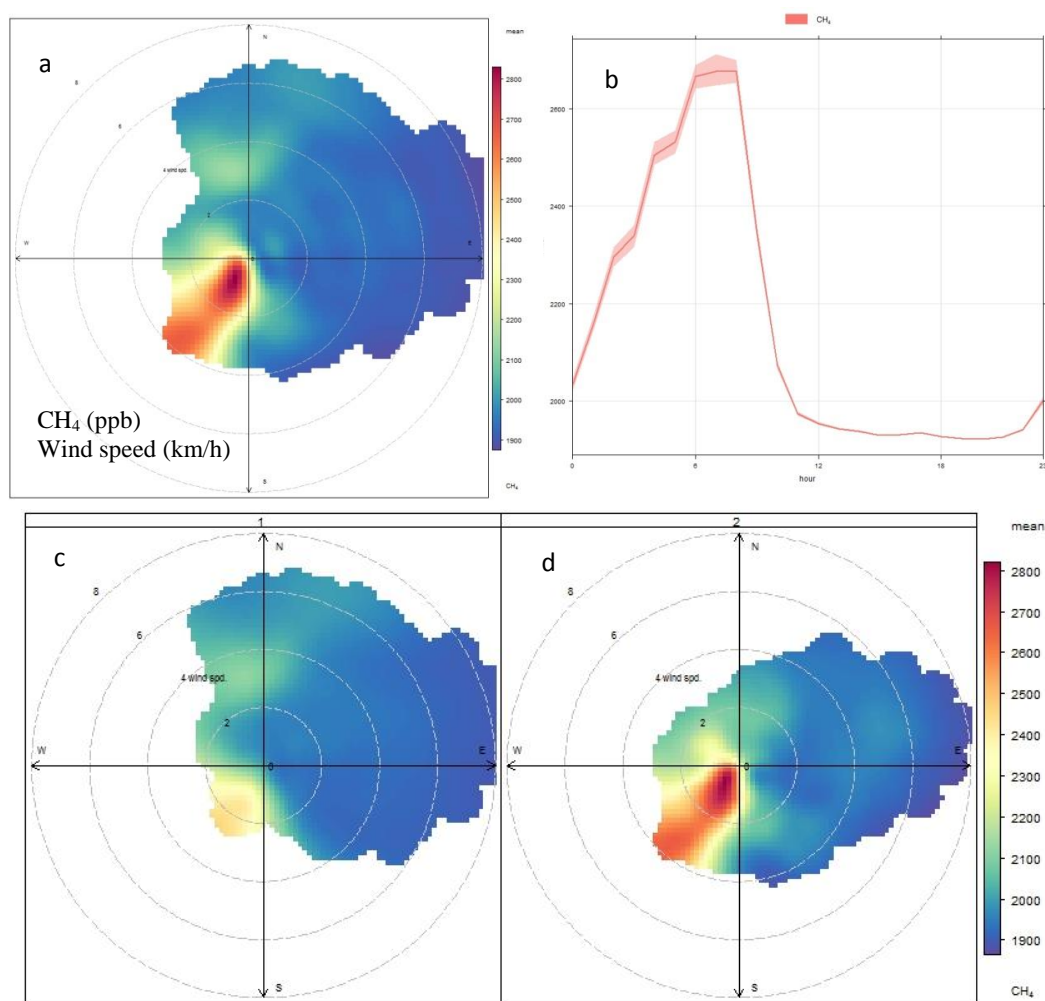 CH₄
a
N
mean
8
6
4 wind spd.
2
0
W
E
S
CH₄ (ppb)
Wind speed (km/h)
2800
2700
2600
2500
2400
2300
2200
2100
2000
1900
CH₄
b
2600
2400
2200
2000
0
6
12
18
23
hour
1
c
N
8
6
4 wind spd.
2
0
W
E
S
2
d
N
8
6
4 wind spd.
2
0
W
E
S
mean
2800
2700
2600
2500
2400
2300
2200
2100
2000
1900
CH₄